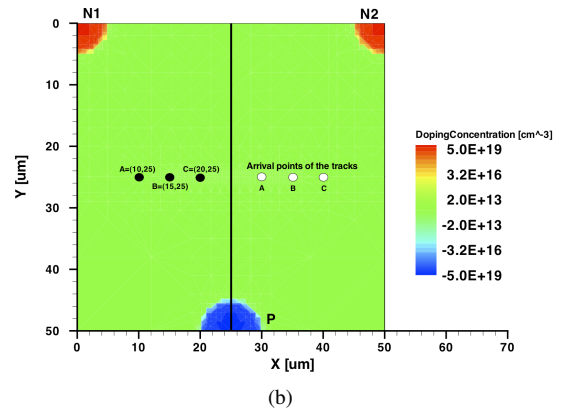 N1 N2
0
10
20
30
40
50
Y [um]
A=(10,25)
B=(15,25)
C=(20,25)
Arrival points of the tracks
A B C
P
0 10 20 30 40 50 60 70
X [um]
DopingConcentration [cm^-3]
5.0E+19
3.2E+16
2.0E+13
-2.0E+13
-3.2E+16
-5.0E+19
(b)